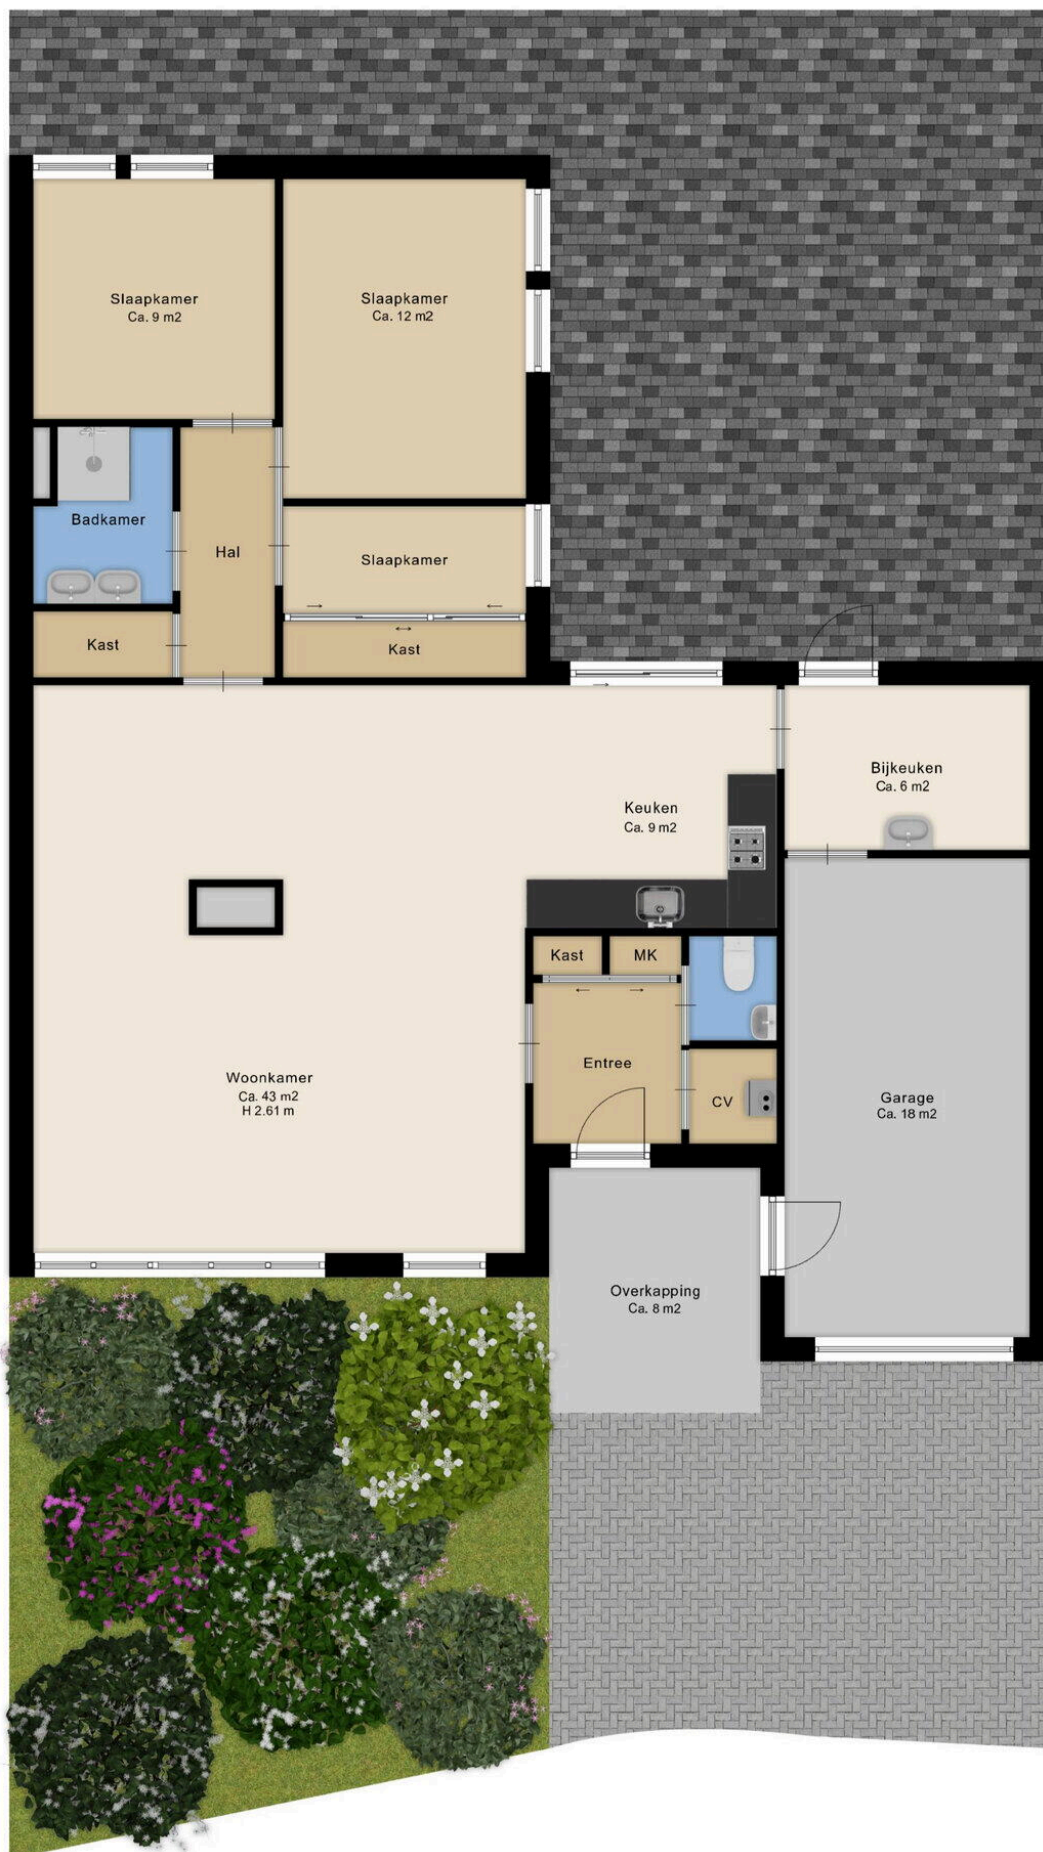 Slaapkamer
Ca. 9 m2
Slaapkamer
Ca. 12 m2
Badkamer
Hal
Slaapkamer
Kast
Kast
Keuken
Ca. 9 m2
Bijkeuken
Ca. 6 m2
Kast
MK
Entree
CV
Woonkamer
Ca. 43 m2
H 2.61 m
Garage
Ca. 18 m2
Overkapping
Ca. 8 m2